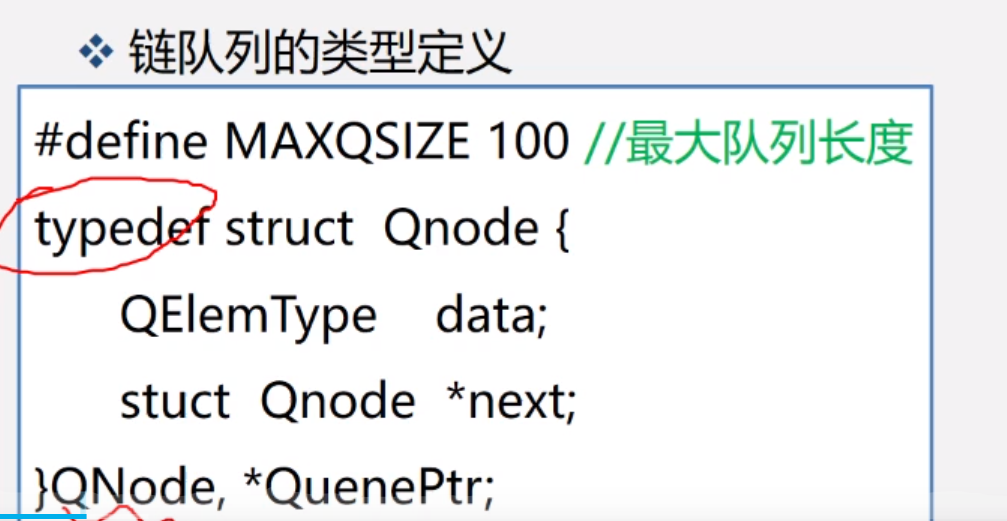 链队列的类型定义
#define MAXQSIZE 100 //最大队列长度
typedef struct Qnode {
QElemType data;
stuct Qnode *next;
}QNode, *QuenePtr;